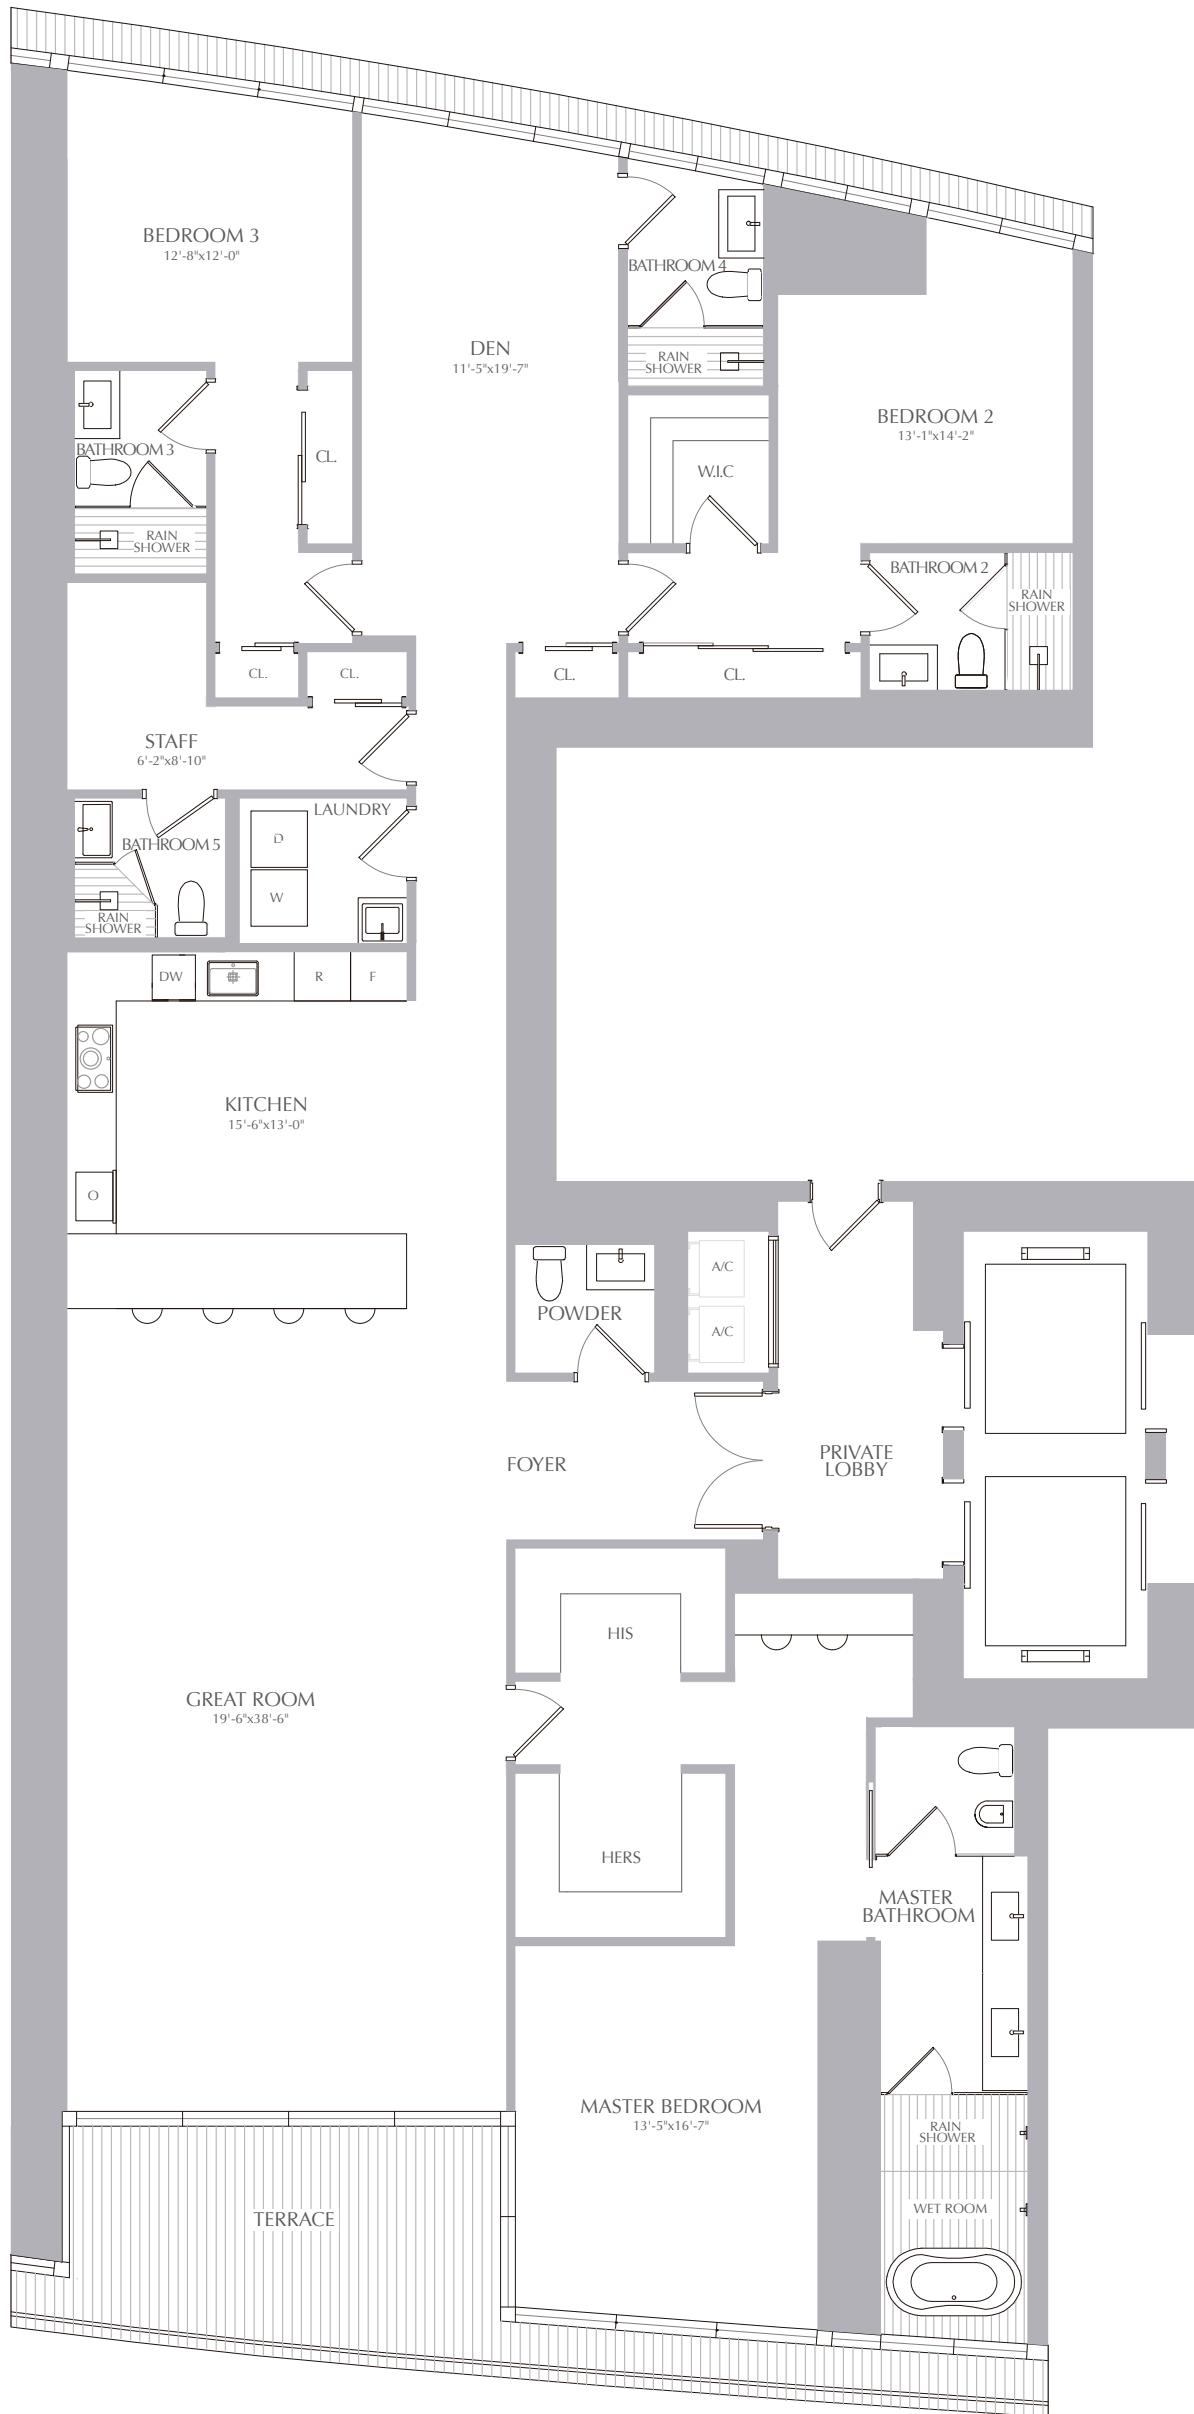 BEDROOM 3
12'-8"x12'-0"
BATHROOM 4
RAIN
SHOWER
DEN
11'-5"x19'-7"
BEDROOM 2
13'-1"x14'-2"
BATHROOM 3
CL.
W.I.C
RAIN
SHOWER
BATHROOM 2
RAIN
SHOWER
CL.
CL.
CL.
CL.
STAFF
6'-2"x8'-10"
LAUNDRY
D
BATHROOM 5
W
RAIN
SHOWER
DW
R
F
KITCHEN
15'-6"x13'-0"
O
A/C
POWDER
A/C
FOYER
PRIVATE
LOBBY
HIS
GREAT ROOM
19'-6"x38'-6"
HERS
MASTER
BATHROOM
MASTER BEDROOM
13'-5"x16'-7"
RAIN
SHOWER
WET ROOM
TERRACE